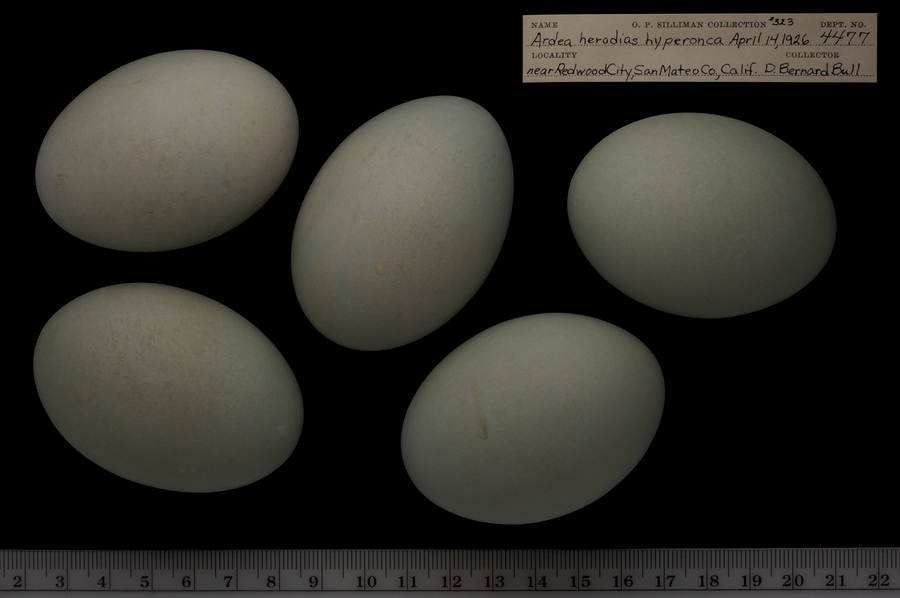 NAME O. P. SILLIMAN COLLECTION #323 DEPT. NO.
Ardea herodias hyperonca April 14, 1926 4477
LOCALITY COLLECTOR
near Redwood City, San Mateo Co., Calif. D. Bernard Bull
2 3 4 5 6 7 8 9 10 11 12 13 14 15 16 17 18 19 20 21 22